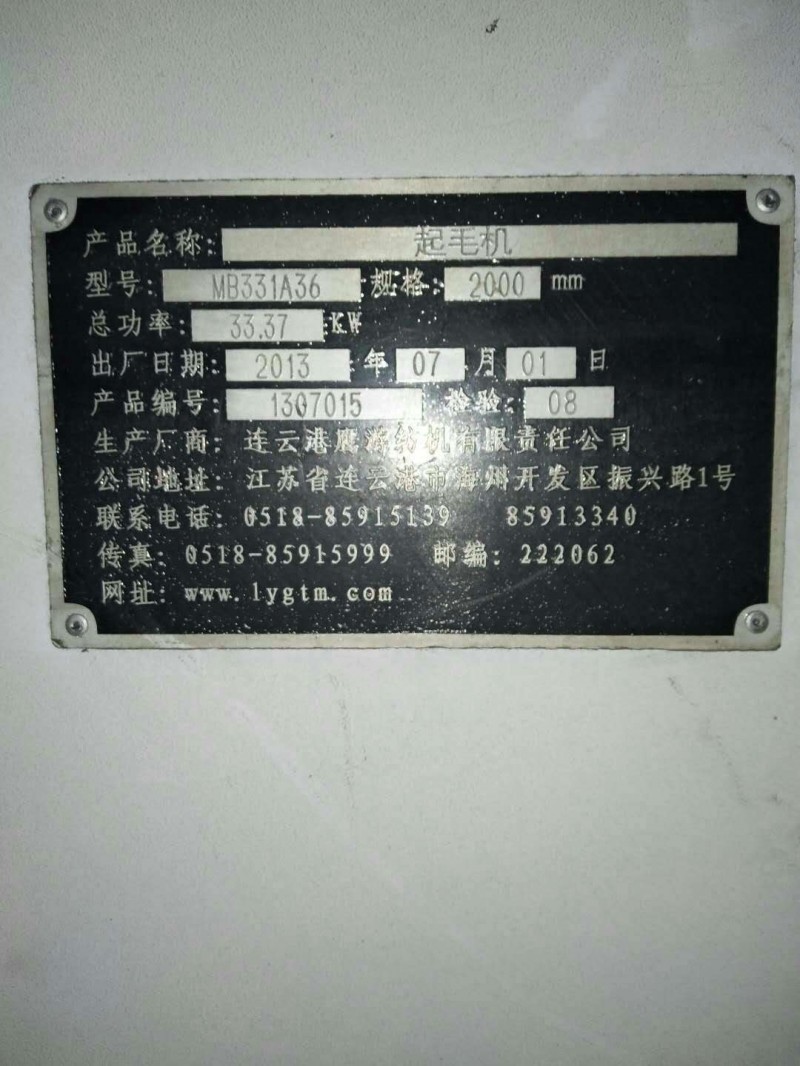 产品名称: 起毛机
型号: MB331A36 规格: 2000 mm
总功率: 33.37 KW
出厂日期: 2013 年 07 月 01 日
产品编号: 1307015 检验: 08
生产厂商: 连云港鹰游纺机有限责任公司
公司地址: 江苏省连云港市海州开发区振兴路1号
联系电话: 0518-85915139 85913340
传真: 0518-85915999 邮编: 222062
网址: www.lygtm.com